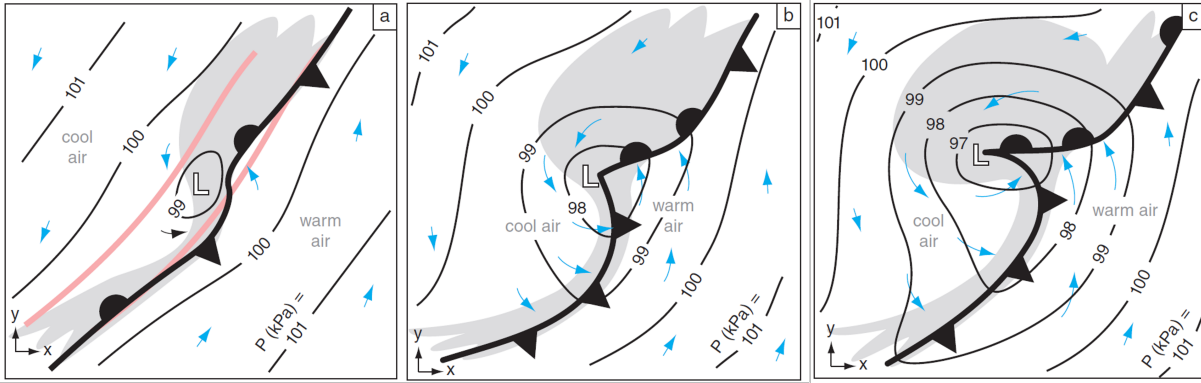 a
101
cool
air
100
L
99
warm
air
100
P (kPa) =
101
y
x
b
101
100
99
L
98
cool air
warm
air
99
100
P (kPa) =
101
y
x
c
101
100
99
98
97
L
cool
air
warm air
98
99
100
P (kPa) =
101
y
x